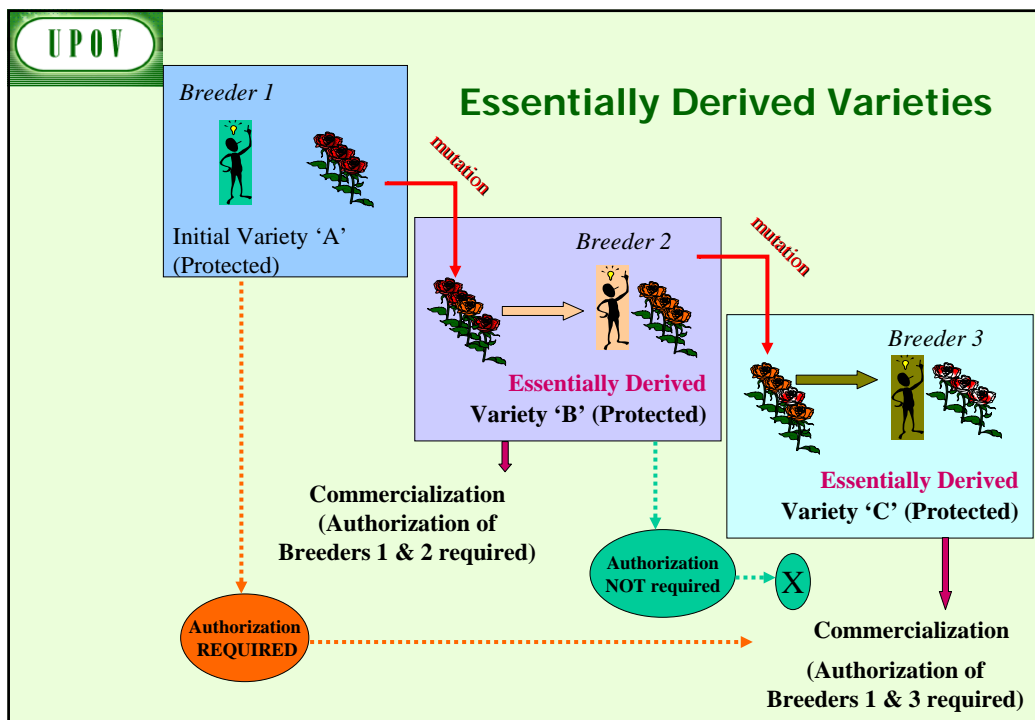 UPOV
Essentially Derived Varieties
Breeder 1
Initial Variety ‘A’
(Protected)
mutation
Breeder 2
Essentially Derived
Variety ‘B’ (Protected)
mutation
Breeder 3
Essentially Derived
Variety ‘C’ (Protected)
Commercialization
(Authorization of
Breeders 1 & 2 required)
Authorization
NOT required
X
Authorization
REQUIRED
Commercialization
(Authorization of
Breeders 1 & 3 required)